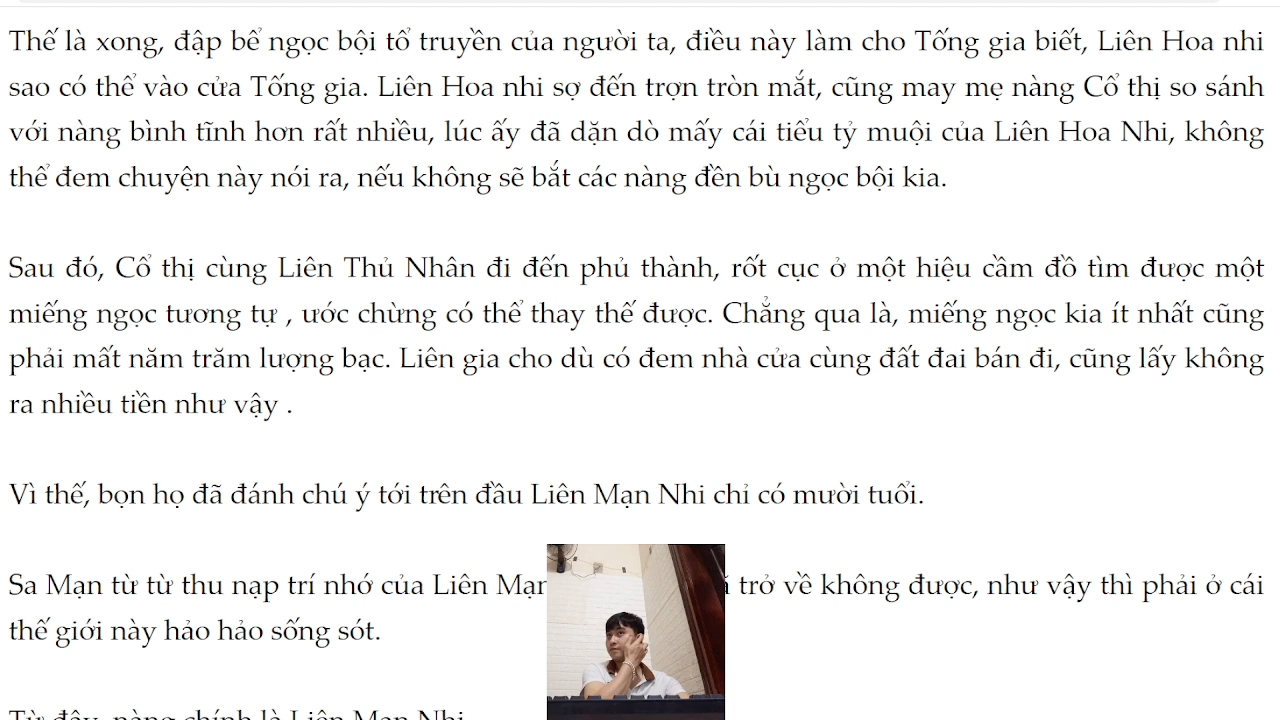 Thế là xong, đập bể ngọc bội tổ truyền của người ta, điều này làm cho Tống gia biết, Liên Hoa nhi
sao có thể vào cửa Tống gia. Liên Hoa nhi sợ đến trợn tròn mắt, cũng may mẹ nàng Cổ thị so sánh
với nàng bình tĩnh hơn rất nhiều, lúc ấy đã dặn dò mấy cái tiểu tỷ muội của Liên Hoa Nhi, không
thể đem chuyện này nói ra, nếu không sẽ bắt các nàng đền bù ngọc bội kia.
Sau đó, Cổ thị cùng Liên Thủ Nhân đi đến phủ thành, rốt cục ở một hiệu cầm đồ tìm được một
miếng ngọc tương tự , ước chừng có thể thay thế được. Chẳng qua là, miếng ngọc kia ít nhất cũng
phải mất năm trăm lượng bạc. Liên gia cho dù có đem nhà cửa cùng đất đai bán đi, cũng lấy không
ra nhiều tiền như vậy .
Vì thế, bọn họ đã đánh chú ý tới trên đầu Liên Mạn Nhi chỉ có mười tuổi.
Sa Mạn từ từ thu nạp trí nhớ của Liên Mạn trở về không được, như vậy thì phải ở cái
thế giới này hảo hảo sống sót.
Từ đây, nàng chính là Liên Mạn Nhi